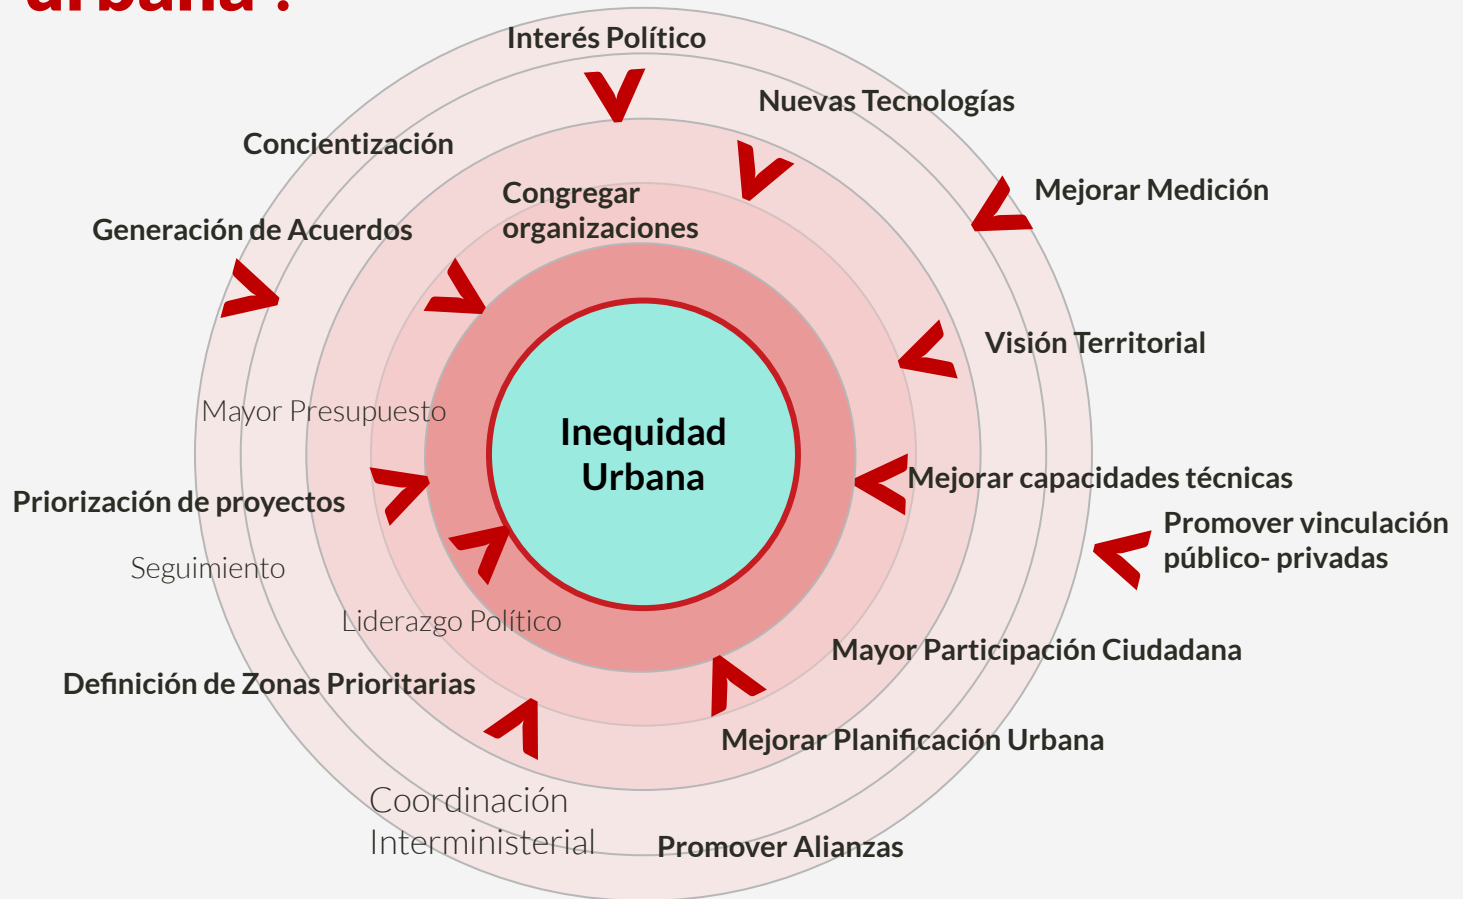 urbana ?
Interés Político
Nuevas Tecnologías
Concientización
Mejorar Medición
Congregar
organizaciones
Generación de Acuerdos
Visión Territorial
Mayor Presupuesto
Inequidad
Urbana
Mejorar capacidades técnicas
Priorización de proyectos
Promover vinculación
público- privadas
Seguimiento
Liderazgo Político
Mayor Participación Ciudadana
Definición de Zonas Prioritarias
Mejorar Planificación Urbana
Coordinación
Interministerial
Promover Alianzas